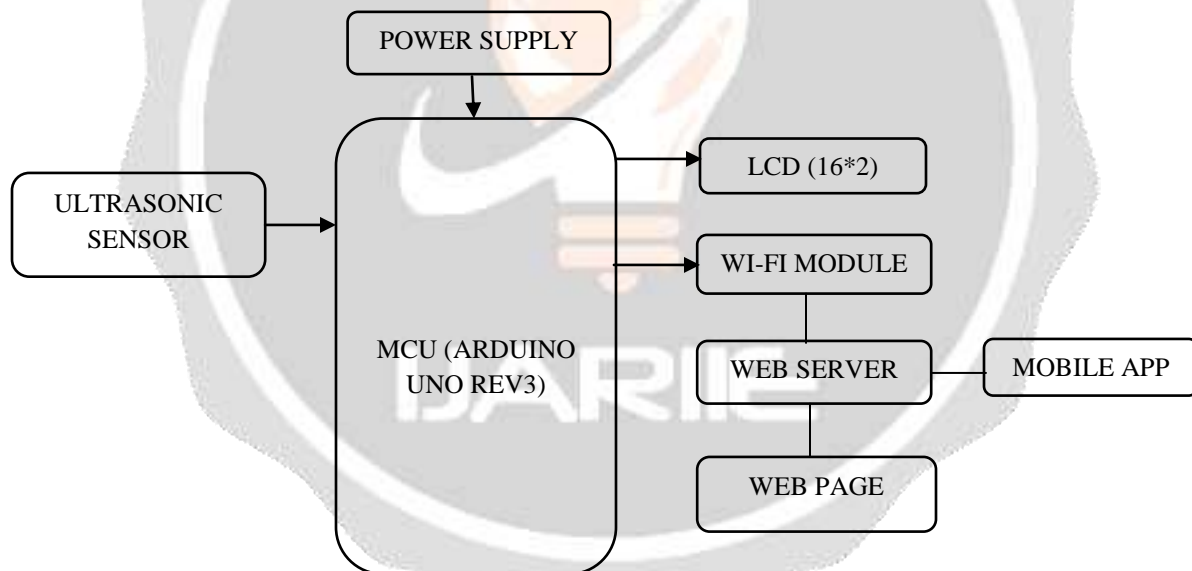 POWER SUPPLY
LCD (16*2)
ULTRASONIC
SENSOR
WI-FI MODULE
MCU (ARDUINO
UNO REV3)
WEB SERVER
MOBILE APP
WEB PAGE
IJARIIE